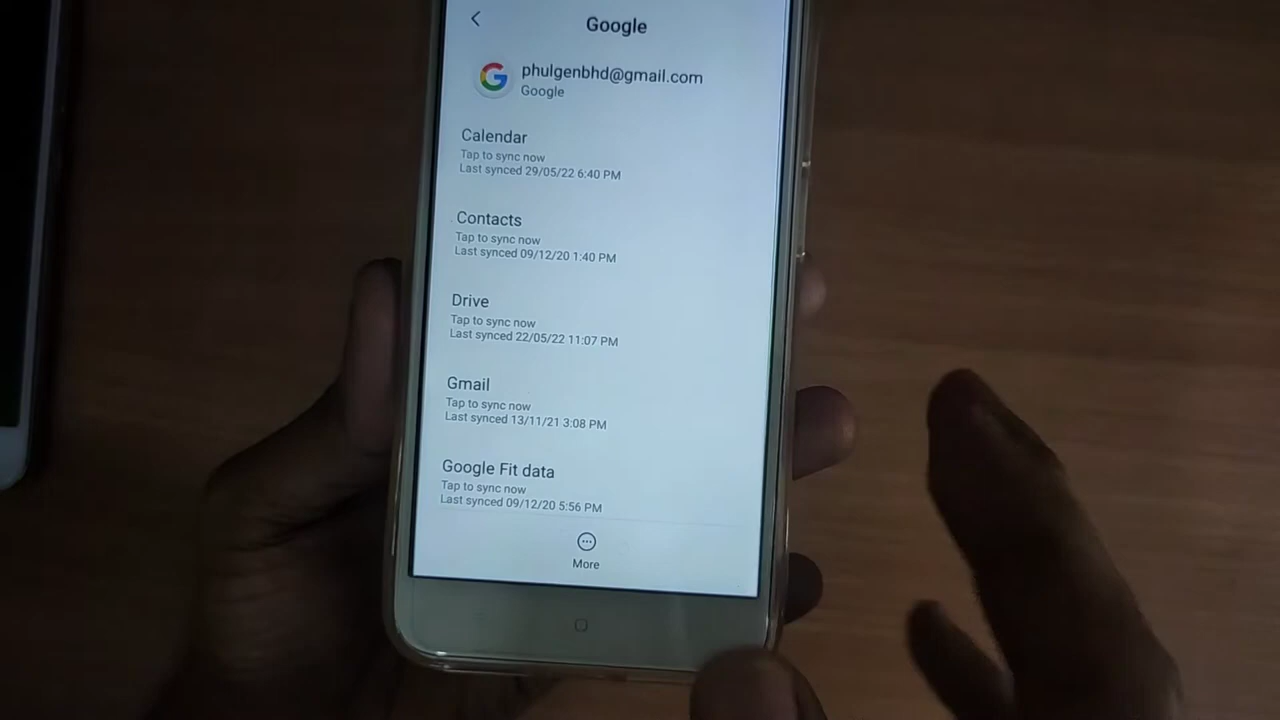 Google
phulgenbhd@gmail.com
Google
Calendar
Tap to sync now
Last synced 29/05/22 6:40 PM
Contacts
Tap to sync now
Last synced 09/12/20 1:40 PM
Drive
Tap to sync now
Last synced 22/05/22 11:07 PM
Gmail
Tap to sync now
Last synced 13/11/21 3:08 PM
Google Fit data
Tap to sync now
Last synced 09/12/20 5:56 PM
More